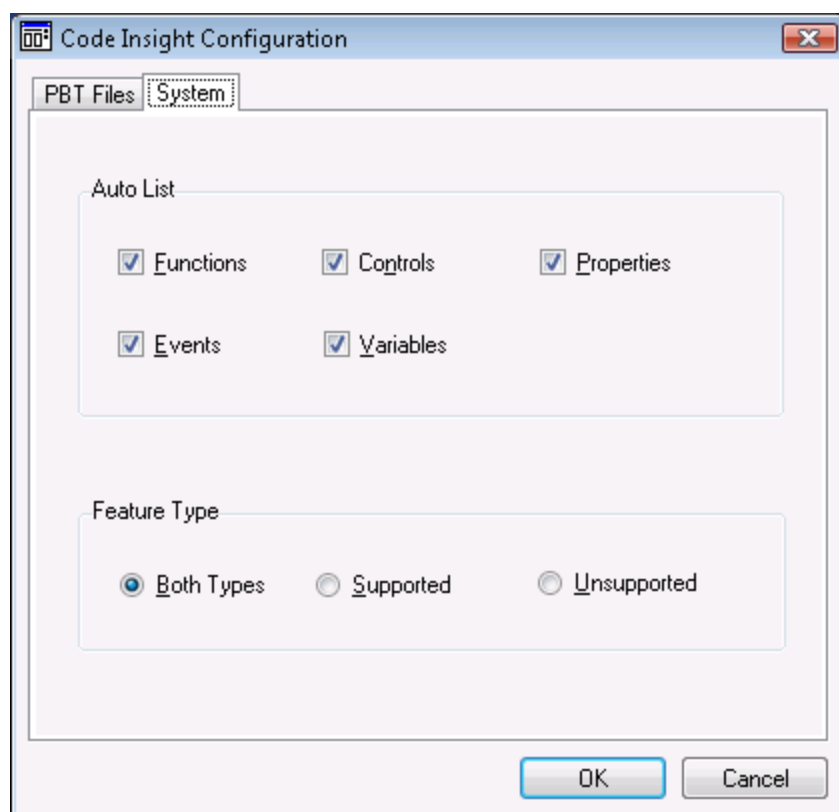 Code Insight Configuration
PBT Files System
Auto List
Functions Controls Properties
Events Variables
Feature Type
Both Types Supported Unsupported
OK Cancel